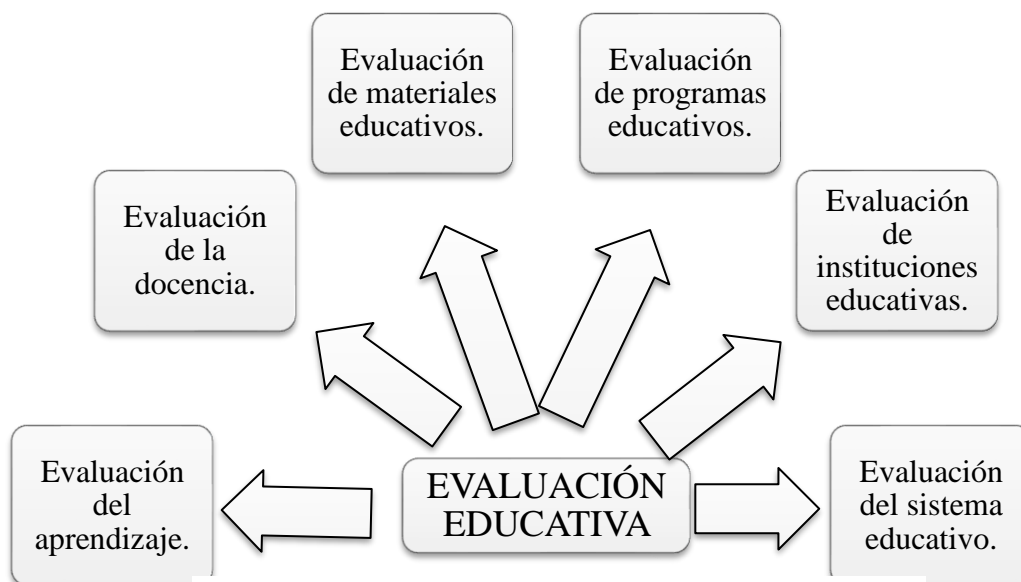 Evaluación
de materiales
educativos.
Evaluación
de programas
educativos.
Evaluación
de la
docencia.
Evaluación
de
instituciones
educativas.
Evaluación
del
aprendizaje.
EVALUACIÓN
EDUCATIVA
Evaluación
del sistema
educativo.